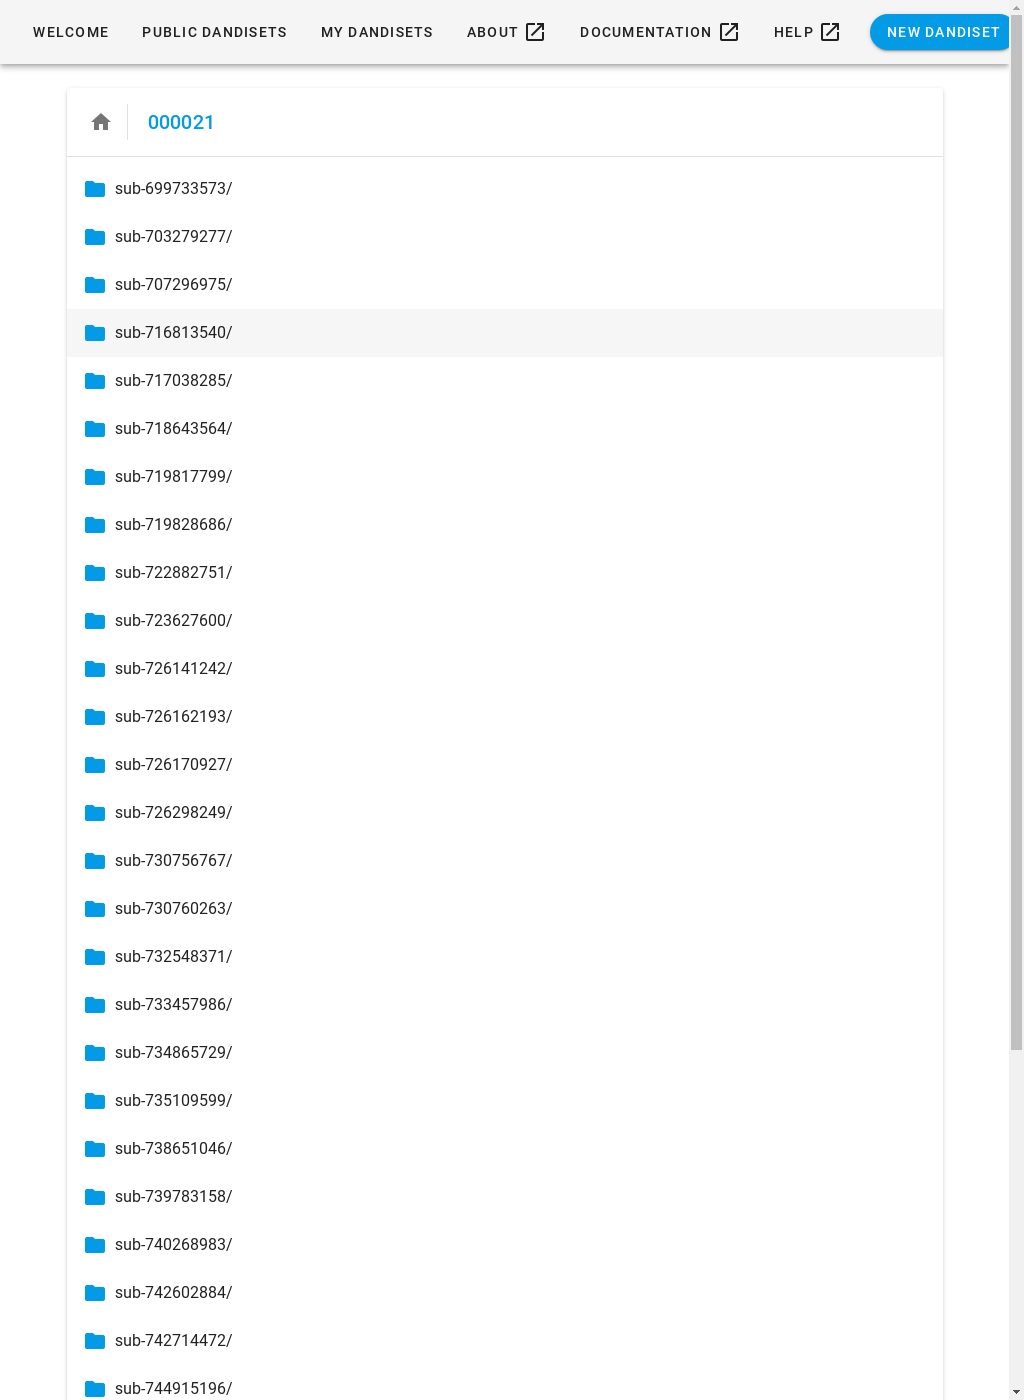 WELCOME PUBLIC DANDISETS MY DANDISETS ABOUT DOCUMENTATION HELP NEW DANDISET
000021
sub-699733573/
sub-703279277/
sub-707296975/
sub-716813540/
sub-717038285/
sub-718643564/
sub-719817799/
sub-719828686/
sub-722882751/
sub-723627600/
sub-726141242/
sub-726162193/
sub-726170927/
sub-726298249/
sub-730756767/
sub-730760263/
sub-732548371/
sub-733457986/
sub-734865729/
sub-735109599/
sub-738651046/
sub-739783158/
sub-740268983/
sub-742602884/
sub-742714472/
sub-744915196/